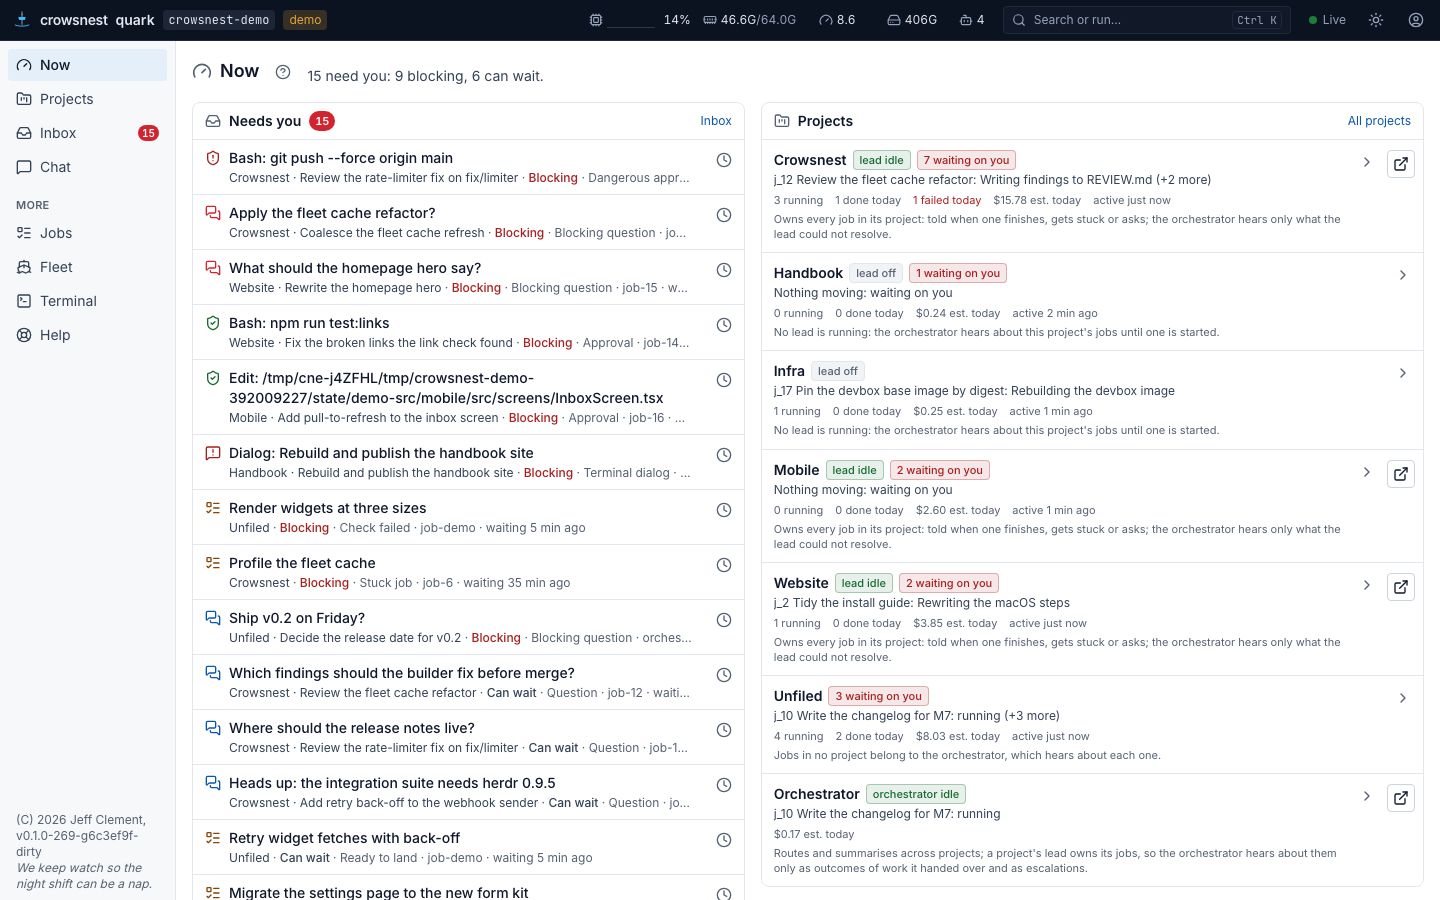 crowsnest quark crowsnest-demo demo
14% 46.6G/64.0G 8.6 406G 4
Search or run... Ctrl K
Live
Now
Projects
Inbox 15
Chat
MORE
Jobs
Fleet
Terminal
Help
(C) 2026 Jeff Clement,
v0.1.0-269-g6c3ef9f-
dirty
We keep watch so the
night shift can be a nap.
Now 15 need you: 9 blocking, 6 can wait.
Needs you 15 Inbox
Bash: git push --force origin main
Crowsnest · Review the rate-limiter fix on fix/limiter · Blocking · Dangerous appr...
Apply the fleet cache refactor?
Crowsnest · Coalesce the fleet cache refresh · Blocking · Blocking question · jo...
What should the homepage hero say?
Website · Rewrite the homepage hero · Blocking · Blocking question · job-15 · w...
Bash: npm run test:links
Website · Fix the broken links the link check found · Blocking · Approval · job-14...
Edit: /tmp/cne-j4ZFHL/tmp/crowsnest-demo-
392009227/state/demo-src/mobile/src/screens/InboxScreen.tsx
Mobile · Add pull-to-refresh to the inbox screen · Blocking · Approval · job-16 · ...
Dialog: Rebuild and publish the handbook site
Handbook · Rebuild and publish the handbook site · Blocking · Terminal dialog · ...
Render widgets at three sizes
Unfiled · Blocking · Check failed · job-demo · waiting 5 min ago
Profile the fleet cache
Crowsnest · Blocking · Stuck job · job-6 · waiting 35 min ago
Ship v0.2 on Friday?
Unfiled · Decide the release date for v0.2 · Blocking · Blocking question · orches...
Which findings should the builder fix before merge?
Crowsnest · Review the fleet cache refactor · Can wait · Question · job-12 · waiti...
Where should the release notes live?
Crowsnest · Review the rate-limiter fix on fix/limiter · Can wait · Question · job-1...
Heads up: the integration suite needs herdr 0.9.5
Crowsnest · Add retry back-off to the webhook sender · Can wait · Question · jo...
Retry widget fetches with back-off
Unfiled · Can wait · Ready to land · job-demo · waiting 5 min ago
Migrate the settings page to the new form kit
Projects All projects
Crowsnest lead idle 7 waiting on you
j_12 Review the fleet cache refactor: Writing findings to REVIEW.md (+2 more)
3 running 1 done today 1 failed today $15.78 est. today active just now
Owns every job in its project: told when one finishes, gets stuck or asks; the orchestrator hears only what the
lead could not resolve.
Handbook lead off 1 waiting on you
Nothing moving: waiting on you
0 running 0 done today $0.24 est. today active 2 min ago
No lead is running: the orchestrator hears about this project's jobs until one is started.
Infra lead off
j_17 Pin the devbox base image by digest: Rebuilding the devbox image
1 running 0 done today $0.25 est. today active 1 min ago
No lead is running: the orchestrator hears about this project's jobs until one is started.
Mobile lead idle 2 waiting on you
Nothing moving: waiting on you
0 running 0 done today $2.60 est. today active 1 min ago
Owns every job in its project: told when one finishes, gets stuck or asks; the orchestrator hears only what the
lead could not resolve.
Website lead idle 2 waiting on you
j_2 Tidy the install guide: Rewriting the macOS steps
1 running 0 done today $3.85 est. today active just now
Owns every job in its project: told when one finishes, gets stuck or asks; the orchestrator hears only what the
lead could not resolve.
Unfiled 3 waiting on you
j_10 Write the changelog for M7: running (+3 more)
4 running 2 done today $8.03 est. today active just now
Jobs in no project belong to the orchestrator, which hears about each one.
Orchestrator orchestrator idle
j_10 Write the changelog for M7: running
$0.17 est. today
Routes and summarises across projects; a project's lead owns its jobs, so the orchestrator hears about them
only as outcomes of work it handed over and as escalations.